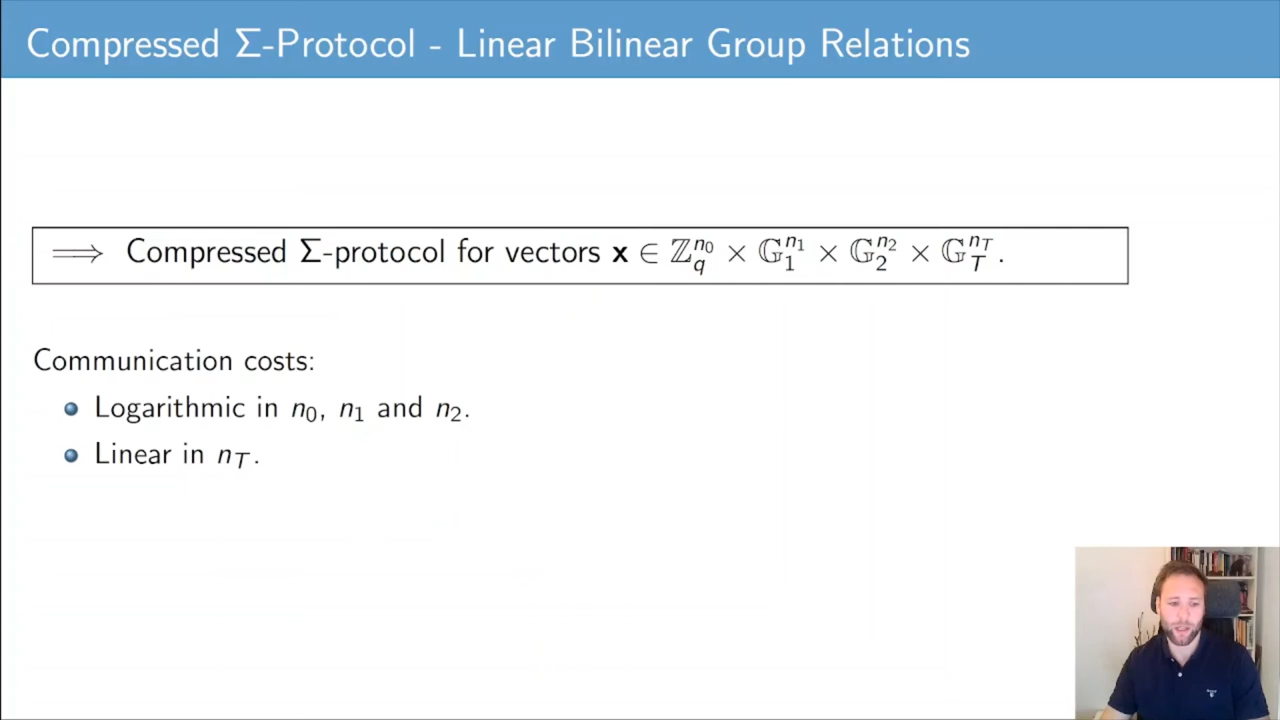 Compressed Σ-Protocol - Linear Bilinear Group Relations
⟹ Compressed Σ-protocol for vectors 𝐱 ∈ ℤ_q^{n_0} × 𝔾_1^{n_1} × 𝔾_2^{n_2} × 𝔾_T^{n_T}.
Communication costs:
Logarithmic in n_0, n_1 and n_2.
Linear in n_T.